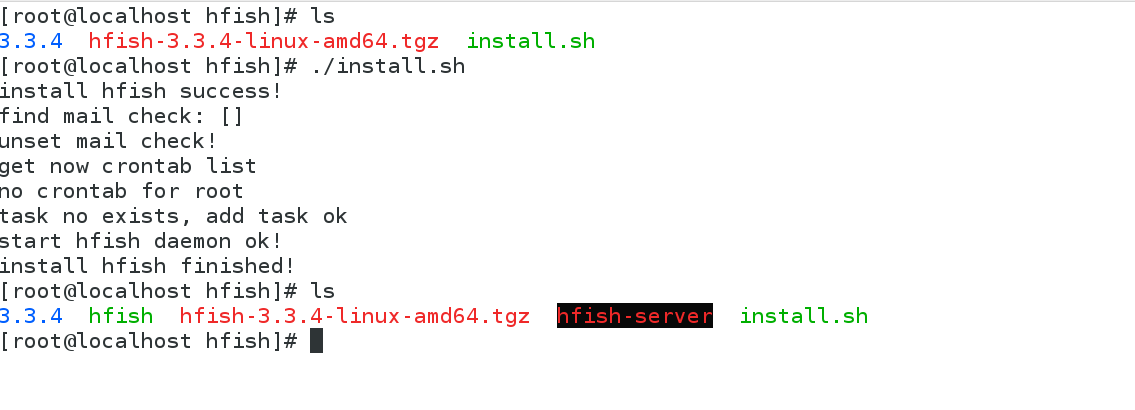 [root@localhost hfish]# ls
3.3.4  hfish-3.3.4-linux-amd64.tgz  install.sh
[root@localhost hfish]# ./install.sh
install hfish success!
find mail check: []
unset mail check!
get now crontab list
no crontab for root
task no exists, add task ok
start hfish daemon ok!
install hfish finished!
[root@localhost hfish]# ls
3.3.4  hfish  hfish-3.3.4-linux-amd64.tgz  hfish-server  install.sh
[root@localhost hfish]#